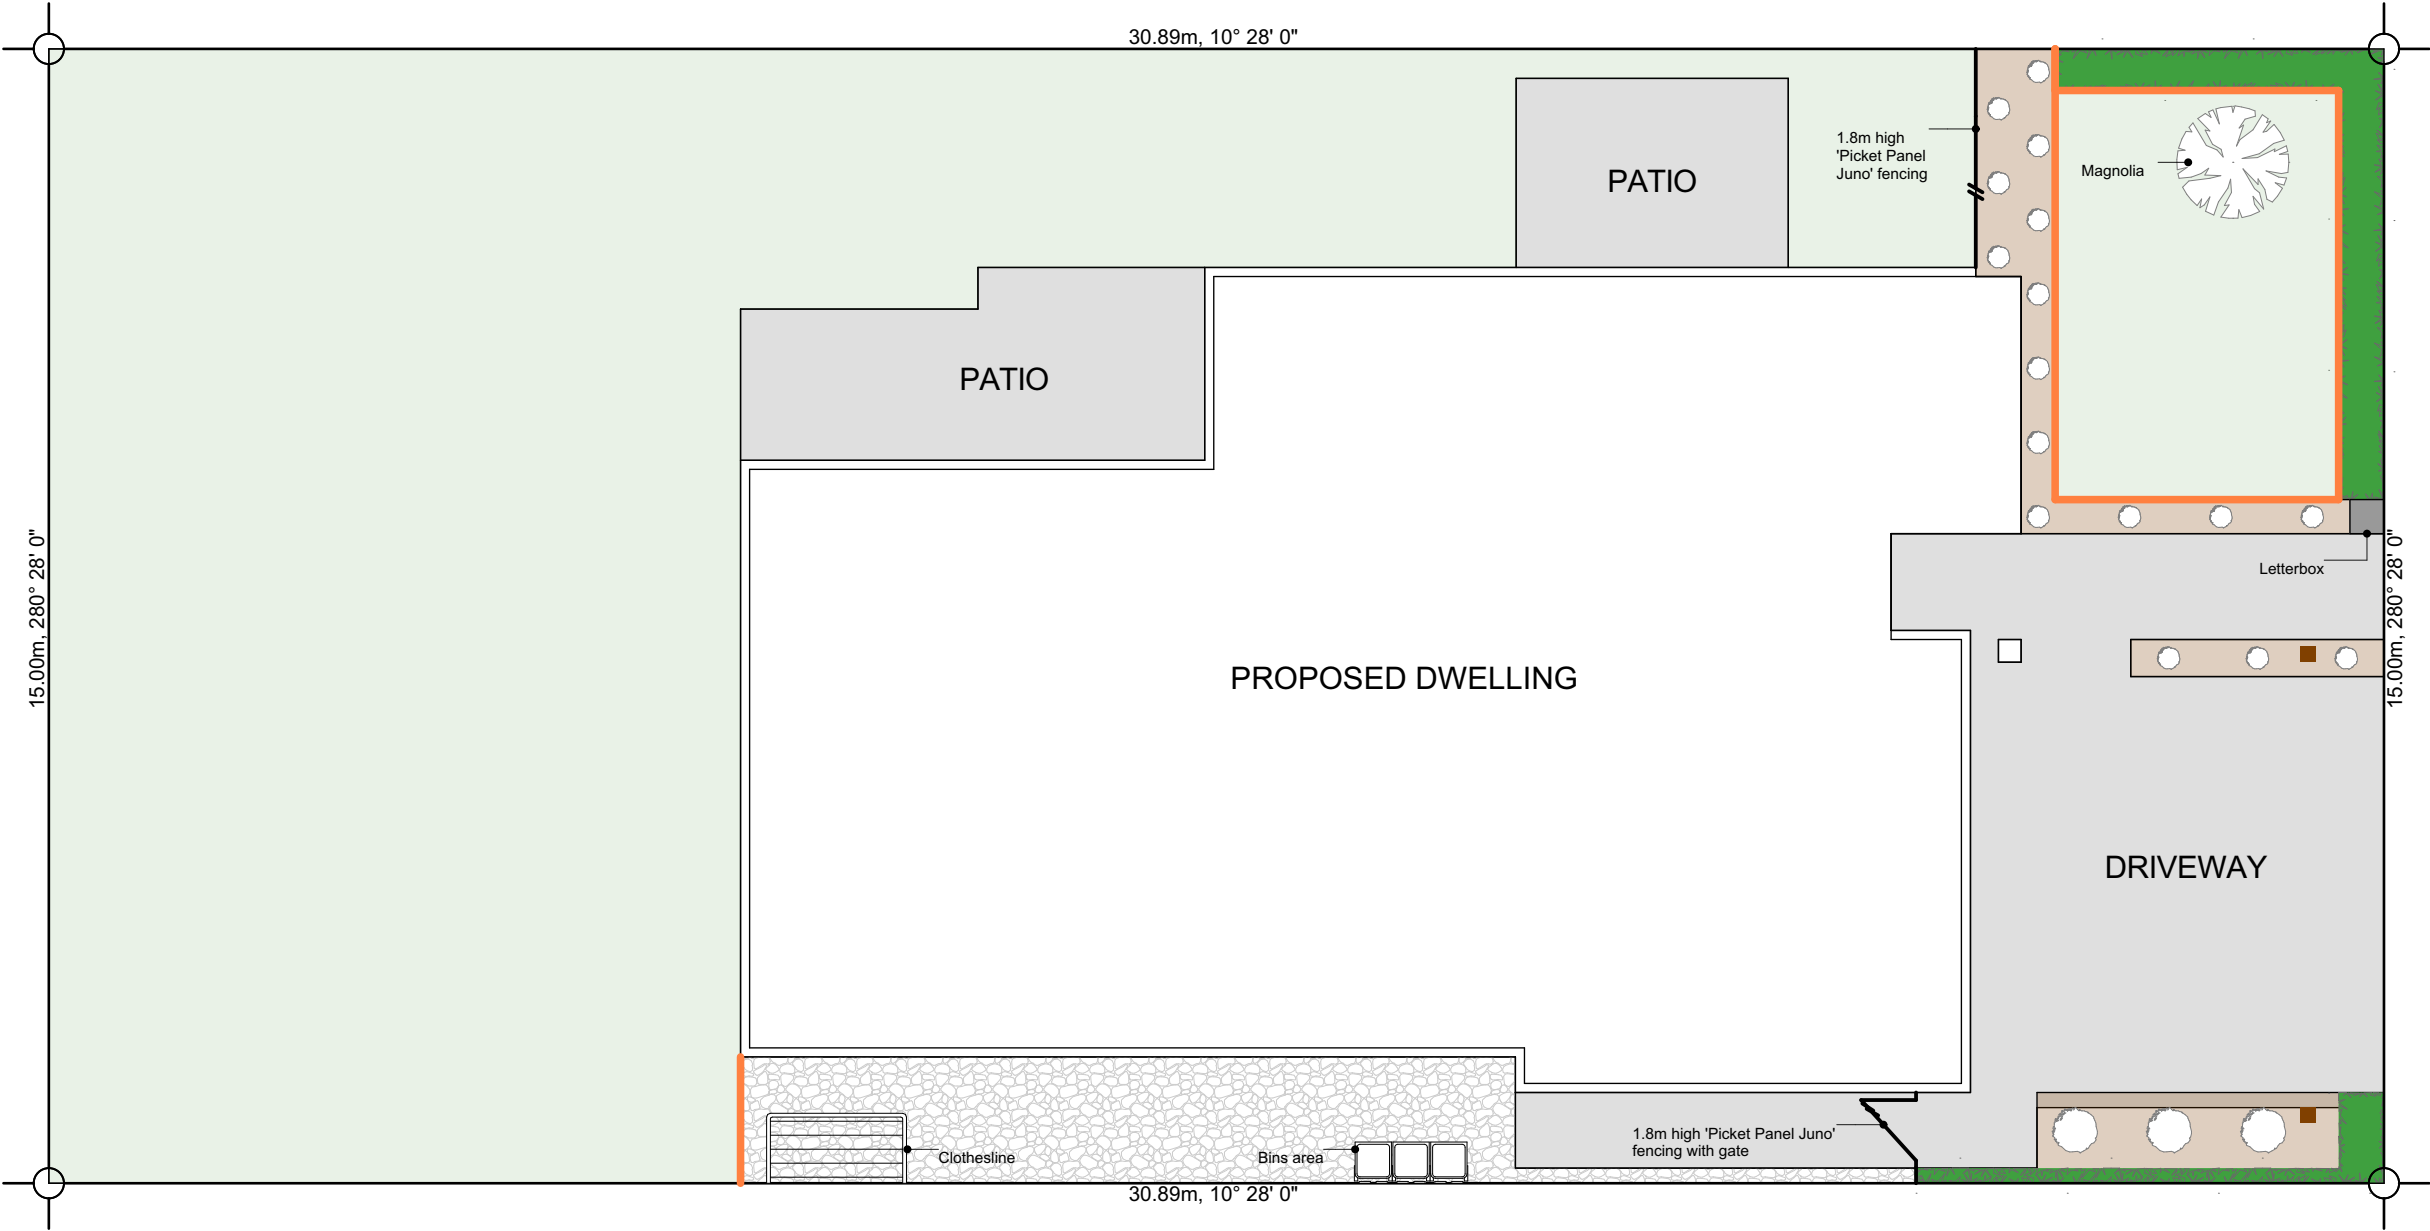 30.89m, 10° 28' 0"
1.8m high
'Picket Panel
Juno' fencing
PATIO
Magnolia
PATIO
15.00m, 280° 28' 0"
15.00m, 280° 28' 0"
Letterbox
PROPOSED DWELLING
DRIVEWAY
1.8m high 'Picket Panel Juno'
fencing with gate
Clothesline
Bins area
30.89m, 10° 28' 0"